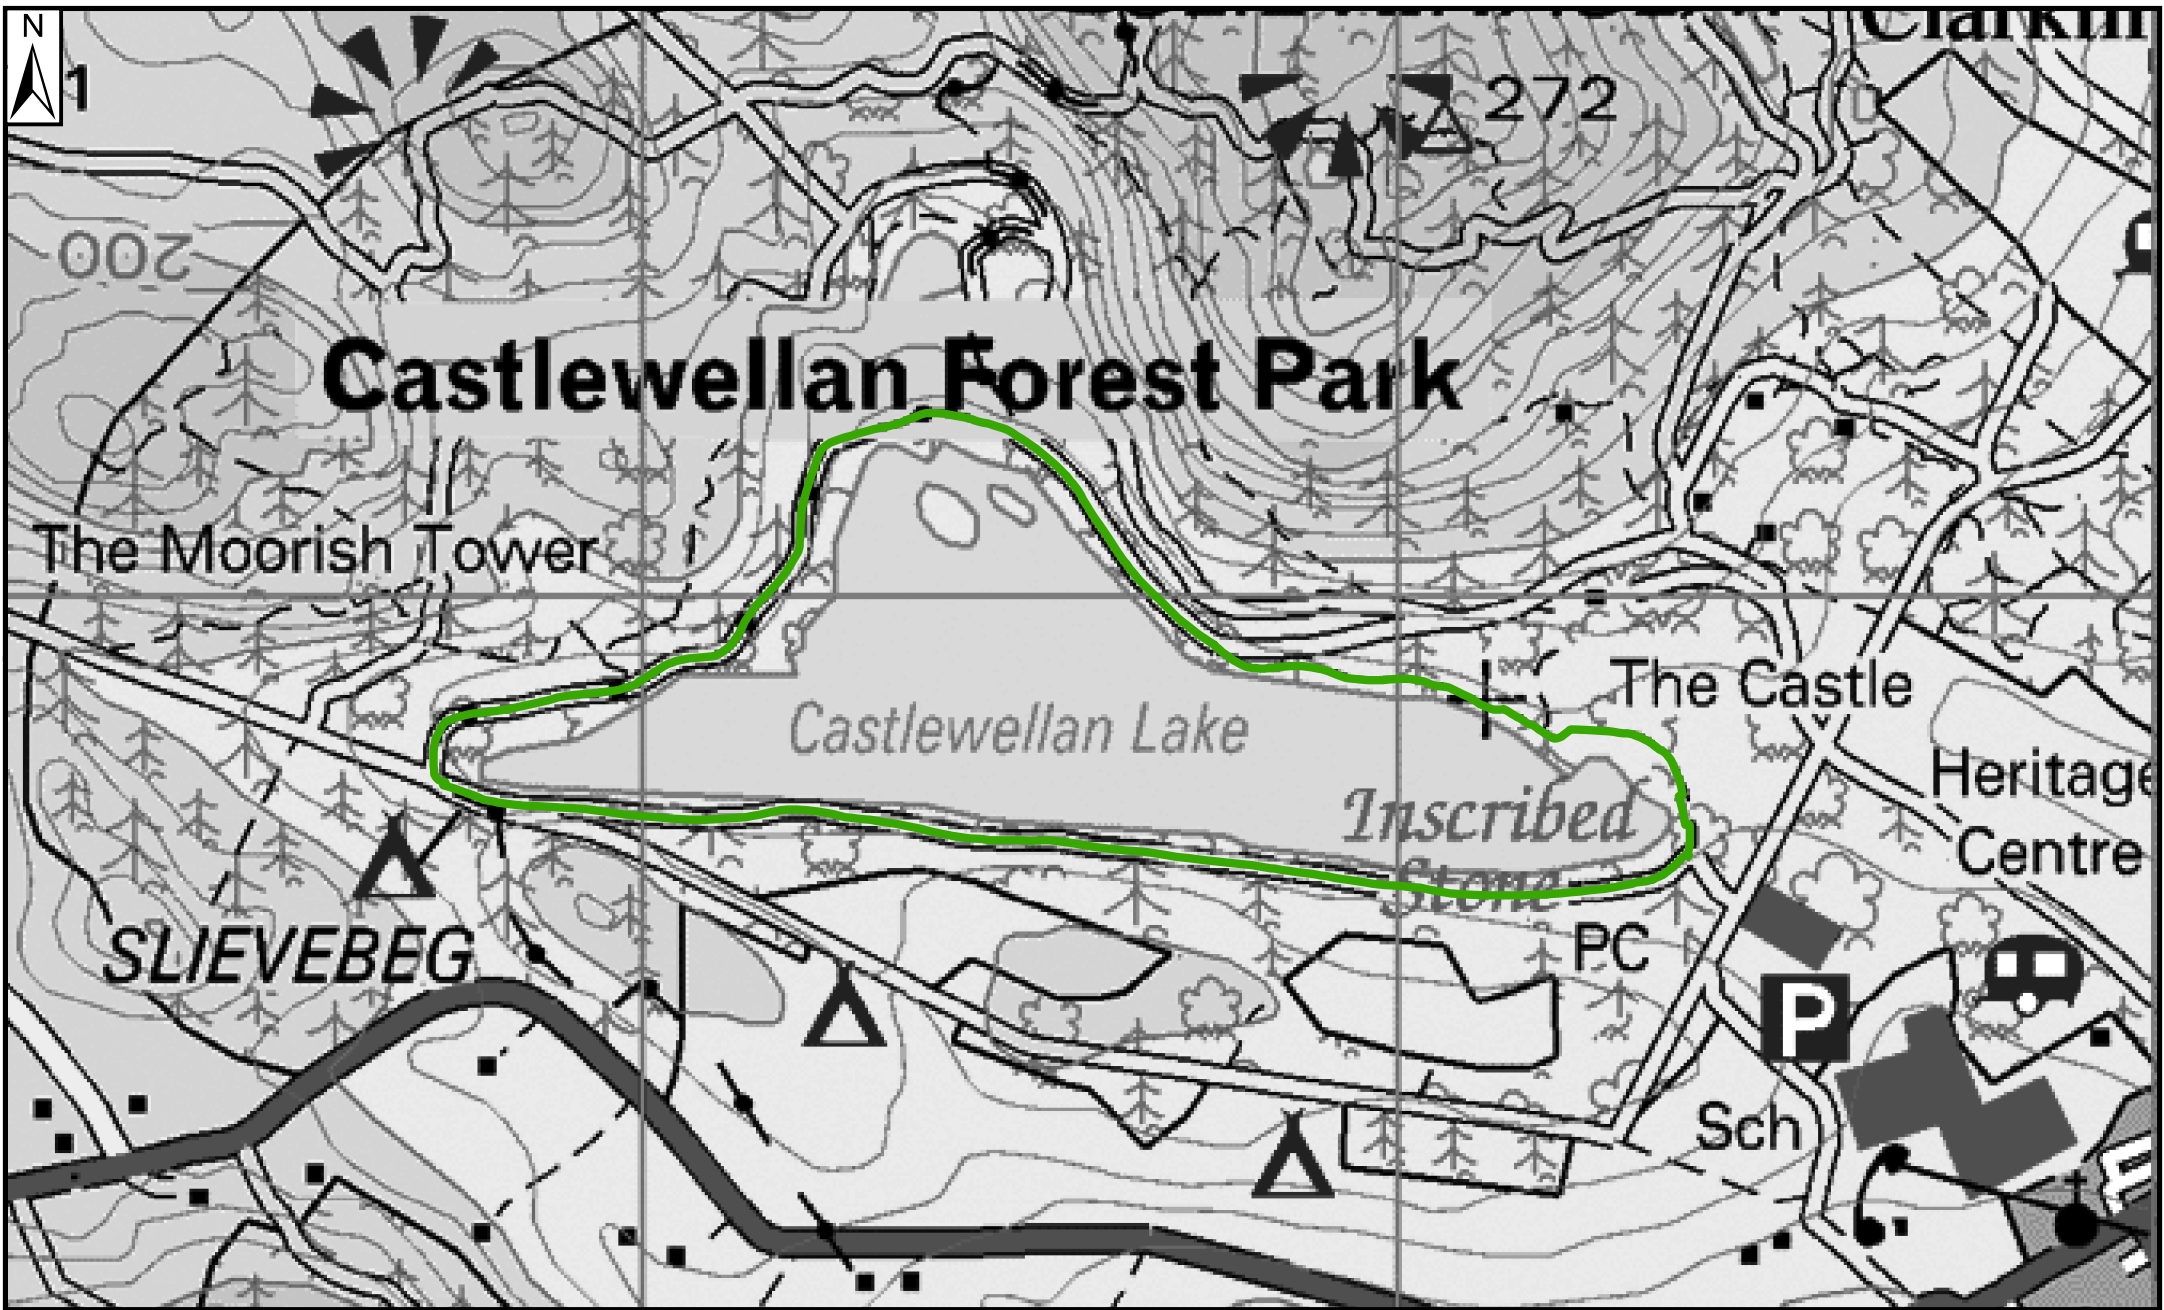 N
1
272
200
Castlewellan Forest Park
The Moorish Tower
The Castle
Castlewellan Lake
Heritage
Centre
Inscribed
Stone
SLIEVEBEG
PC
P
Sch